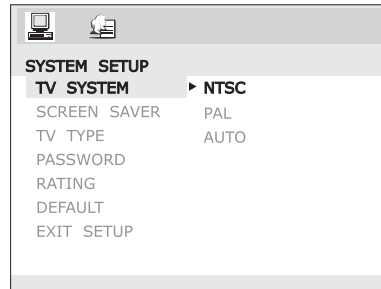 SYSTEM SETUP
TV SYSTEM NTSC
SCREEN SAVER PAL
TV TYPE AUTO
PASSWORD
RATING
DEFAULT
EXIT SETUP